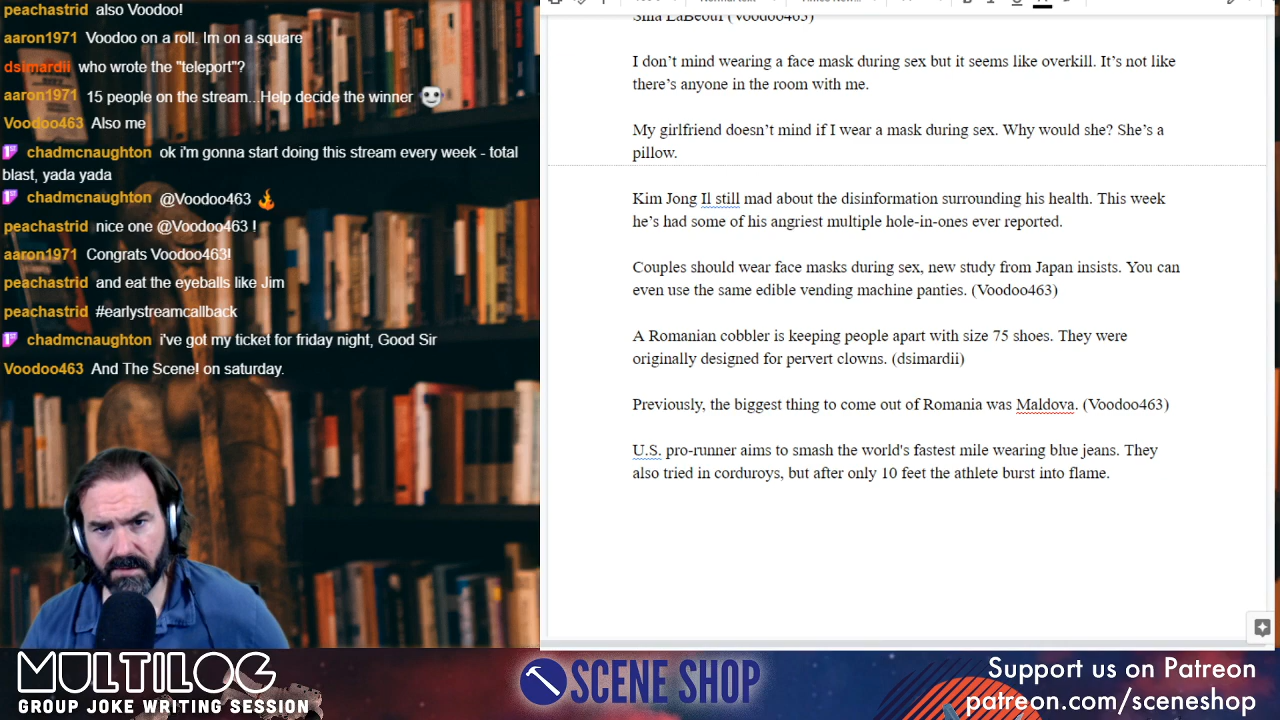 peachastrid also Voodoo!
aaron1971 Voodoo on a roll. Im on a square
dsimardii who wrote the "teleport"?
aaron1971 15 people on the stream...Help decide the winner
Voodoo463 Also me
chadmcnaughton ok i'm gonna start doing this stream every week - total
blast, yada yada
chadmcnaughton @Voodoo463
peachastrid nice one @Voodoo463 !
aaron1971 Congrats Voodoo463!
peachastrid and eat the eyeballs like Jim
peachastrid #earlystreamcallback
chadmcnaughton i've got my ticket for friday night, Good Sir
Voodoo463 And The Scene! on saturday.
MULTILOG
GROUP JOKE WRITING SESSION
LaBeouf (Voodoo463)
I don’t mind wearing a face mask during sex but it seems like overkill. It’s not like
there’s anyone in the room with me.
My girlfriend doesn’t mind if I wear a mask during sex. Why would she? She’s a
pillow.
Kim Jong Il still mad about the disinformation surrounding his health. This week
he’s had some of his angriest multiple hole-in-ones ever reported.
Couples should wear face masks during sex, new study from Japan insists. You can
even use the same edible vending machine panties. (Voodoo463)
A Romanian cobbler is keeping people apart with size 75 shoes. They were
originally designed for pervert clowns. (dsimardii)
Previously, the biggest thing to come out of Romania was Maldova. (Voodoo463)
U.S. pro-runner aims to smash the world's fastest mile wearing blue jeans. They
also tried in corduroys, but after only 10 feet the athlete burst into flame.
SCENE SHOP
Support us on Patreon
patreon.com/sceneshop